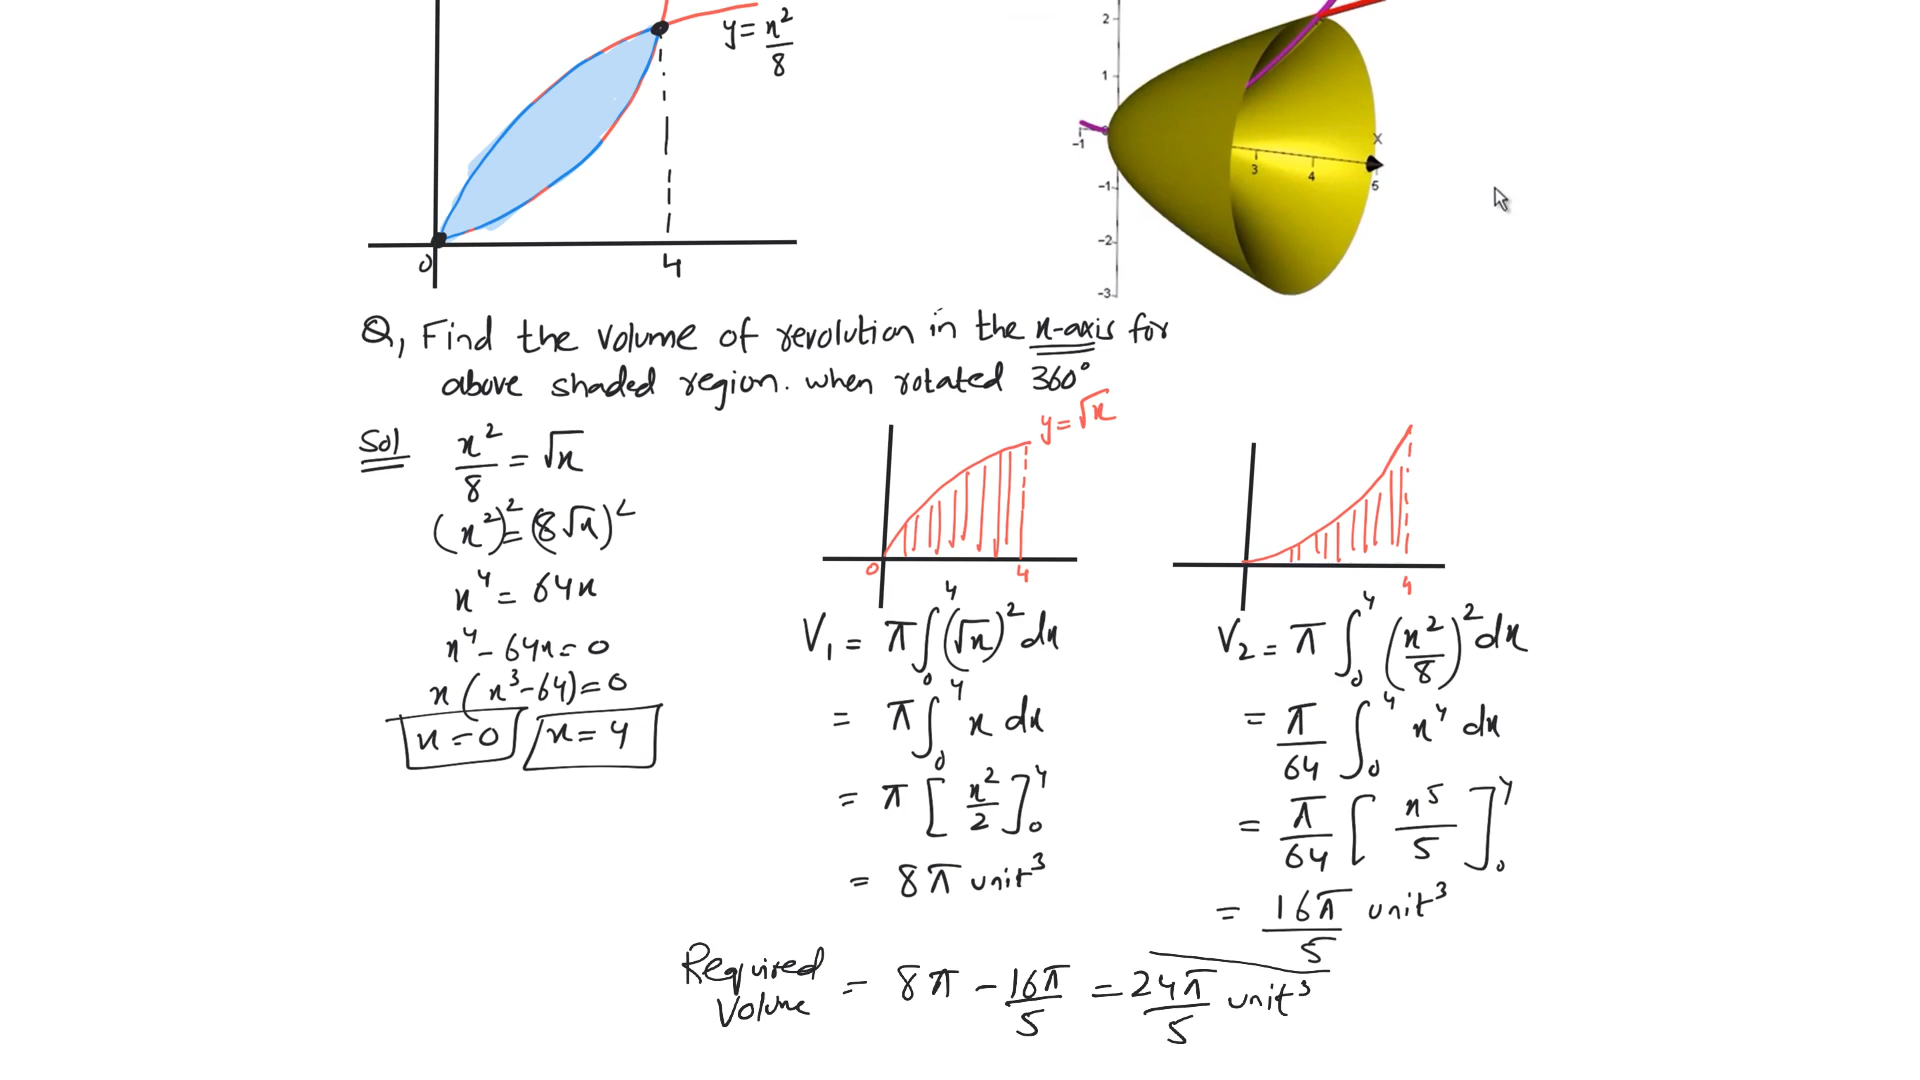 y = x²/8
0
4
2
1
-1
X
3
4
5
-1
-2
-3
Q, Find the volume of revolution in the x-axis for
above shaded region. when rotated 360°
Sol
x²/8 = √x
(x²)² = (8√x)²
x⁴ = 64x
x⁴ - 64x = 0
x(x³-64) = 0
x = 0 / x = 4
y = √x
0
4
V₁ = π∫₀⁴ (√x)² dx
= π∫₀⁴ x dx
= π[x²/2]₀⁴
= 8π unit³
4
V₂ = π∫₀⁴ (x²/8)² dx
= π/64 ∫₀⁴ x⁴ dx
= π/64 [x⁵/5]₀⁴
= 16π/5 unit³
Required Volume = 8π - 16π/5 = 24π/5 unit³